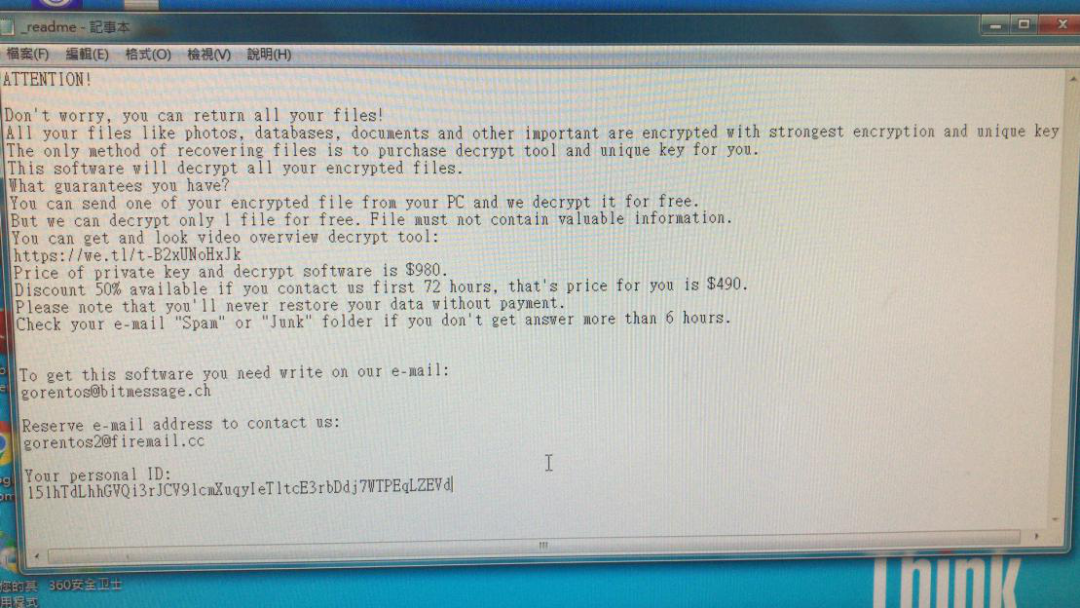 _readme - 記事本
檔案(F) 編輯(E) 格式(O) 檢視(V) 說明(H)
ATTENTION!
Don't worry, you can return all your files!
All your files like photos, databases, documents and other important are encrypted with strongest encryption and unique key
The only method of recovering files is to purchase decrypt tool and unique key for you.
This software will decrypt all your encrypted files.
What guarantees you have?
You can send one of your encrypted file from your PC and we decrypt it for free.
But we can decrypt only 1 file for free. File must not contain valuable information.
You can get and look video overview decrypt tool:
https://we.tl/t-B2xUNoHxJk
Price of private key and decrypt software is $980.
Discount 50% available if you contact us first 72 hours, that's price for you is $490.
Please note that you'll never restore your data without payment.
Check your e-mail "Spam" or "Junk" folder if you don't get answer more than 6 hours.
To get this software you need write on our e-mail:
gorentos@bitmessage.ch
Reserve e-mail address to contact us:
gorentos2@firemail.cc
Your personal ID:
151hTdLhhGVQi3rJCV91cmXuqyIeT1tcE3rbDdj7WTPEqLZEVd
360安全卫士
用程式
Think